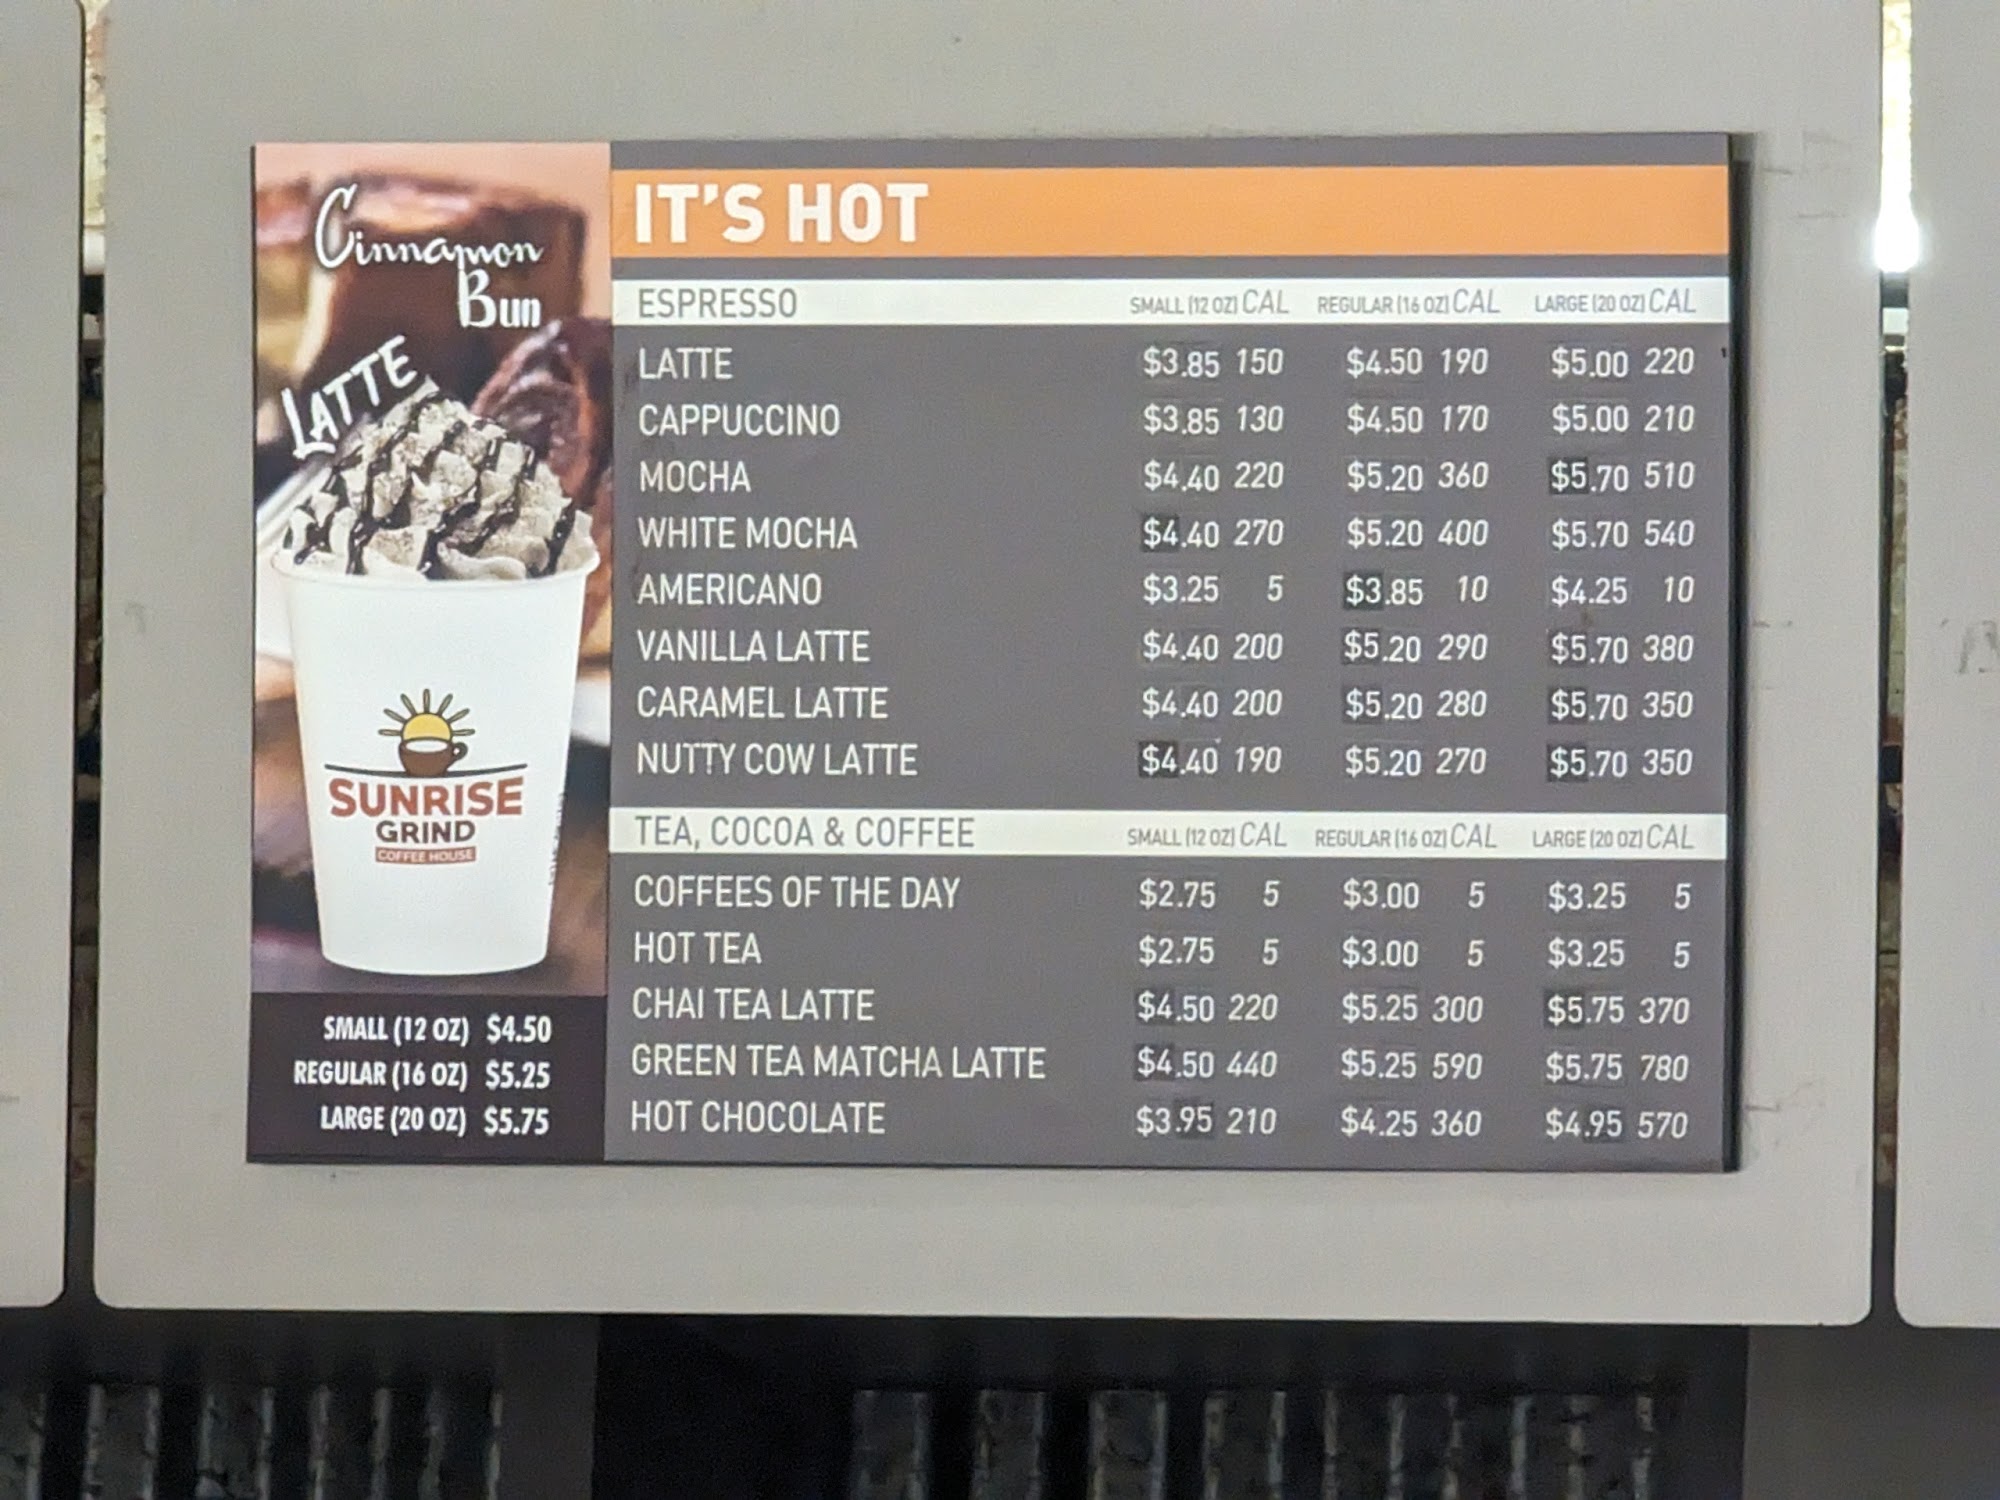 Cinnamon
Bun
LATTE
SUNRISE
GRIND
COFFEE HOUSE
SMALL (12 OZ) $4.50
REGULAR (16 OZ) $5.25
LARGE (20 OZ) $5.75
IT'S HOT
ESPRESSO SMALL (12 OZ) CAL REGULAR (16 OZ) CAL LARGE (20 OZ) CAL
LATTE $3.85 150 $4.50 190 $5.00 220
CAPPUCCINO $3.85 130 $4.50 170 $5.00 210
MOCHA $4.40 220 $5.20 360 $5.70 510
WHITE MOCHA $4.40 270 $5.20 400 $5.70 540
AMERICANO $3.25 5 $3.85 10 $4.25 10
VANILLA LATTE $4.40 200 $5.20 290 $5.70 380
CARAMEL LATTE $4.40 200 $5.20 280 $5.70 350
NUTTY COW LATTE $4.40 190 $5.20 270 $5.70 350
TEA, COCOA & COFFEE SMALL (12 OZ) CAL REGULAR (16 OZ) CAL LARGE (20 OZ) CAL
COFFEES OF THE DAY $2.75 5 $3.00 5 $3.25 5
HOT TEA $2.75 5 $3.00 5 $3.25 5
CHAI TEA LATTE $4.50 220 $5.25 300 $5.75 370
GREEN TEA MATCHA LATTE $4.50 440 $5.25 590 $5.75 780
HOT CHOCOLATE $3.95 210 $4.25 360 $4.95 570